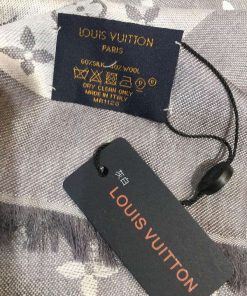 LOUIS VUITTON
PARIS
60%SILK 40%WOOL
DRY CLEAN ONLY
MADE IN ITALY
灰白
LOUIS VUITTON